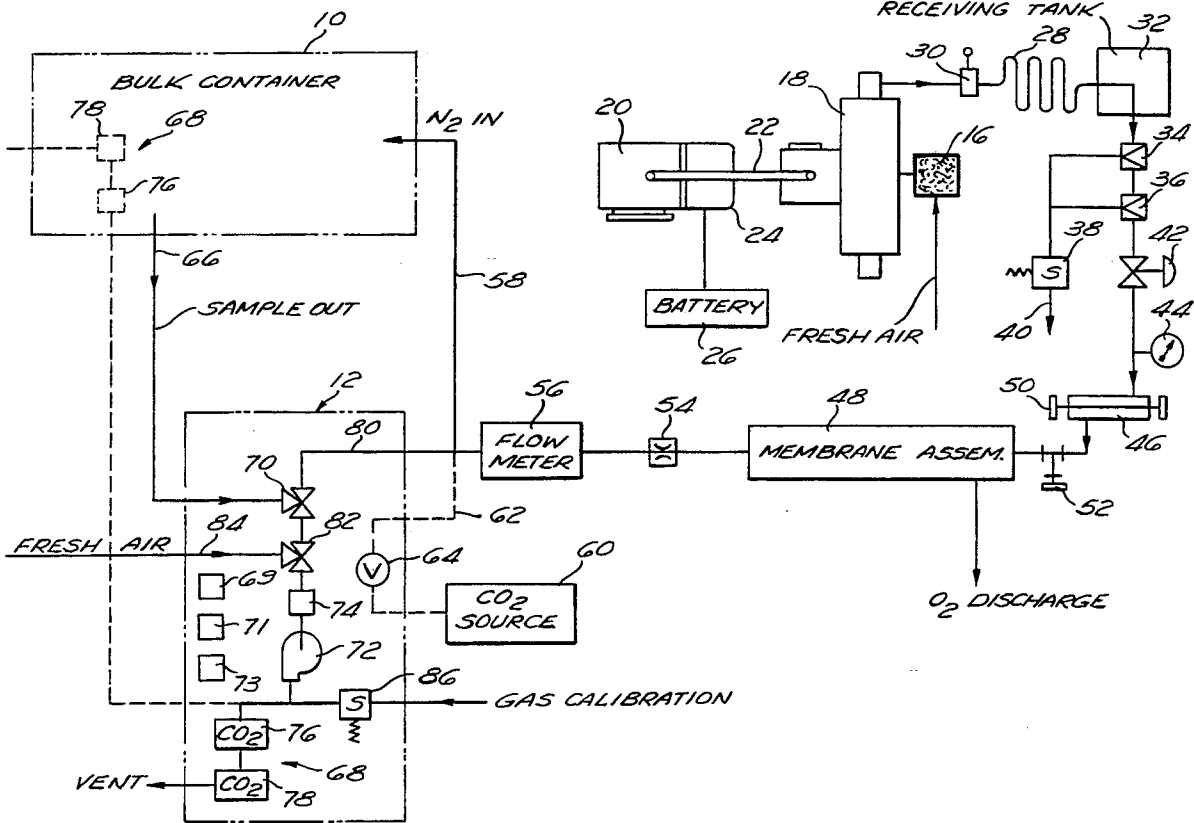 RECEIVING TANK
10
32
28
30
BULK CONTAINER
18
78
68
N2 IN
20
22
16
34
76
36
24
38
42
66
58
S
SAMPLE OUT
BATTERY
FRESH AIR
40
44
26
12
50
56
54
48
46
80
FLOW METER
MEMBRANE ASSEM.
70
52
82
62
FRESH AIR
84
64
60
V
69
CO2 SOURCE
74
O2 DISCHARGE
71
72
73
86
S
GAS CALIBRATION
CO2
76
68
VENT
CO2
78